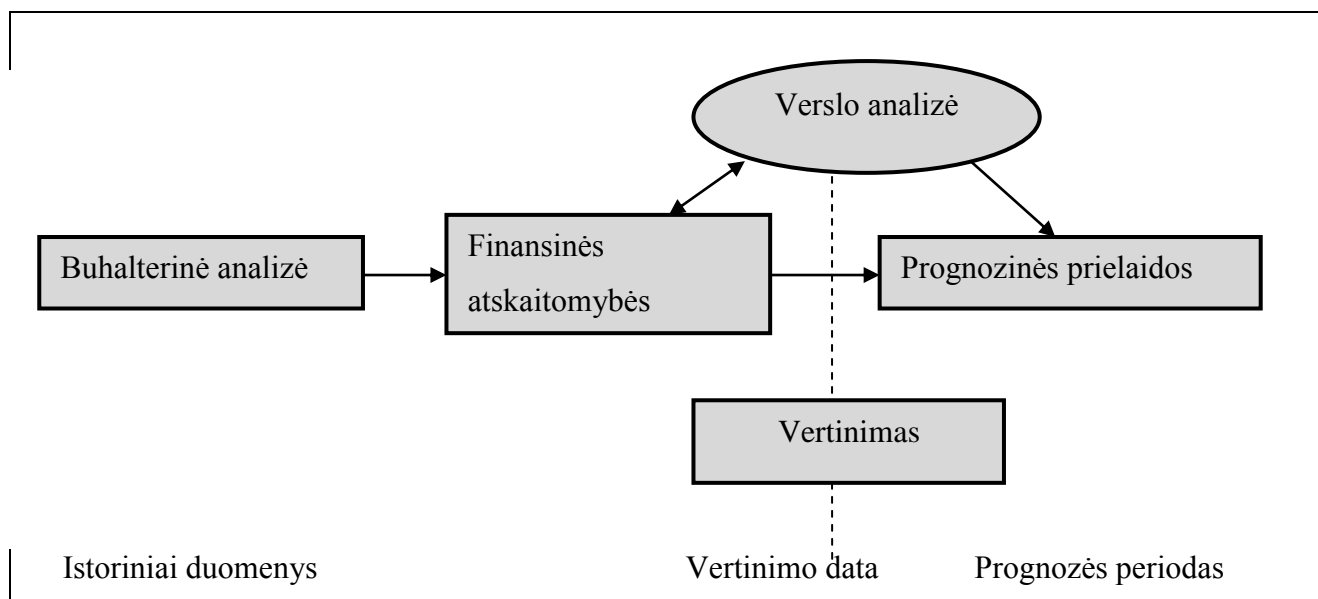 Verslo analizė
Buhalterinė analizė
Finansinės
atskaitomybės
Prognozinės prielaidos
Vertinimas
Istoriniai duomenys
Vertinimo data
Prognozės periodas